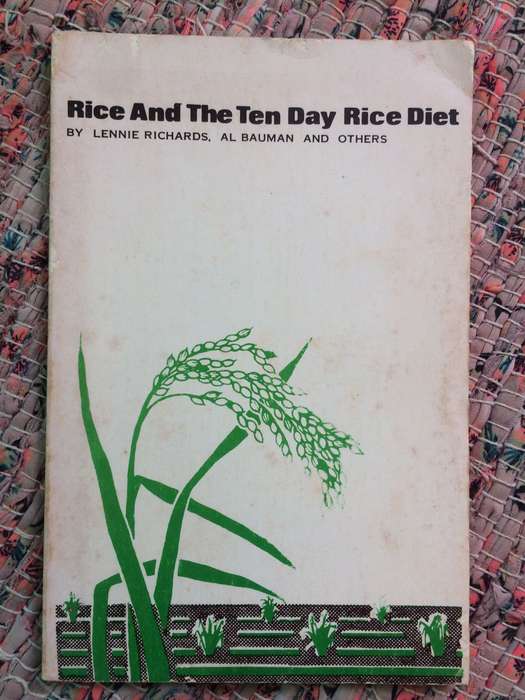 Rice And The Ten Day Rice Diet
BY LENNIE RICHARDS, AL BAUMAN AND OTHERS